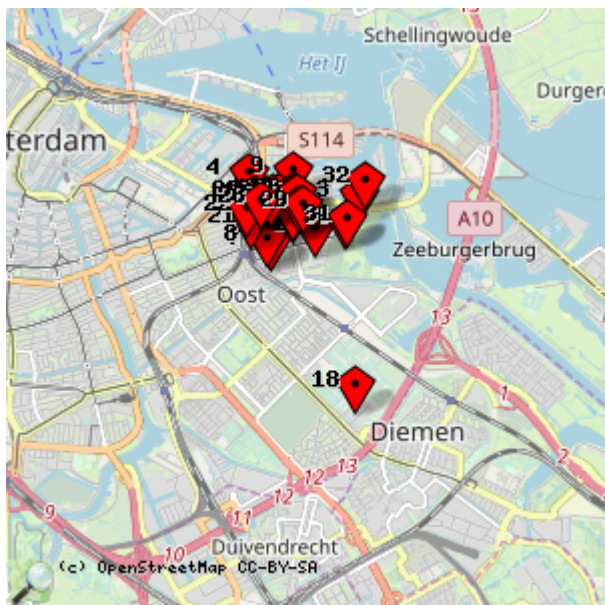 Schellingwoude
Het IJ
Durger
terdam
S114
4
9
32
3
29
21
31
8
A10
Zeeburgerbrug
Oost
13
18
1
Diemen
2
13
12
12
9
11
10
Duivendrecht
(c) OpenStreetMap CC-BY-SA